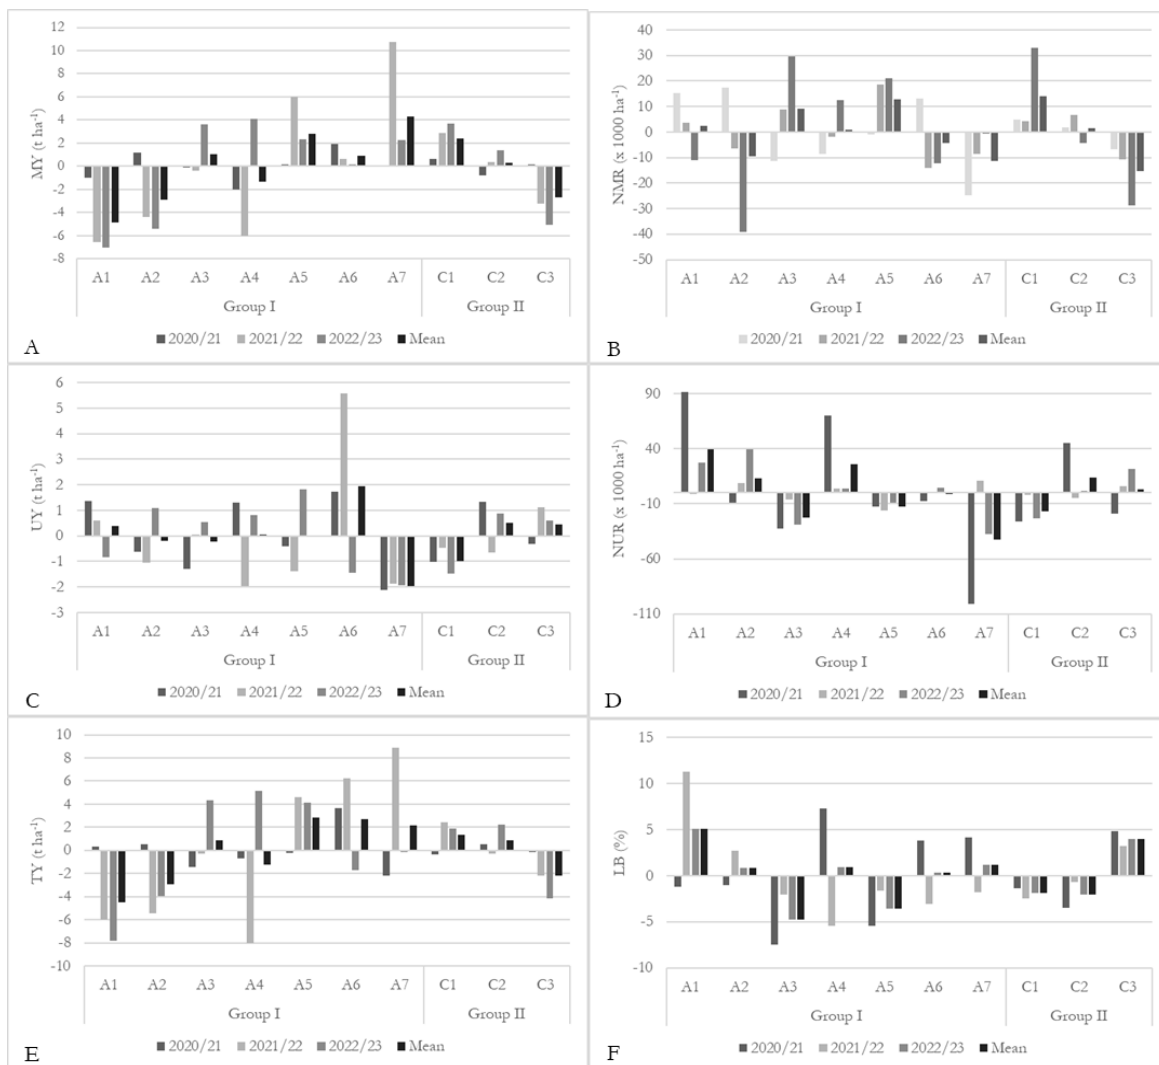 12
10
8
6
4
2
0
-2
-4
-6
-8
MY (t ha⁻¹)
A1 A2 A3 A4 A5 A6 A7 C1 C2 C3
Group I Group II
2020/21 2021/22 2022/23 Mean
A
40
30
20
10
0
-10
-20
-30
-40
-50
NMR (x 1000 ha⁻¹)
A1 A2 A3 A4 A5 A6 A7 C1 C2 C3
Group I Group II
2020/21 2021/22 2022/23 Mean
B
6
5
4
3
2
1
0
-1
-2
-3
UY (t ha⁻¹)
A1 A2 A3 A4 A5 A6 A7 C1 C2 C3
Group I Group II
2020/21 2021/22 2022/23 Mean
C
90
40
-10
-60
-110
NUR (x 1000 ha⁻¹)
A1 A2 A3 A4 A5 A6 A7 C1 C2 C3
Group I Group II
2020/21 2021/22 2022/23 Mean
D
10
8
6
4
2
0
-2
-4
-6
-8
-10
TY (t ha⁻¹)
A1 A2 A3 A4 A5 A6 A7 C1 C2 C3
Group I Group II
2020/21 2021/22 2022/23 Mean
E
15
10
5
0
-5
-10
LB (%)
A1 A2 A3 A4 A5 A6 A7 C1 C2 C3
Group I Group II
2020/21 2021/22 2022/23 Mean
F